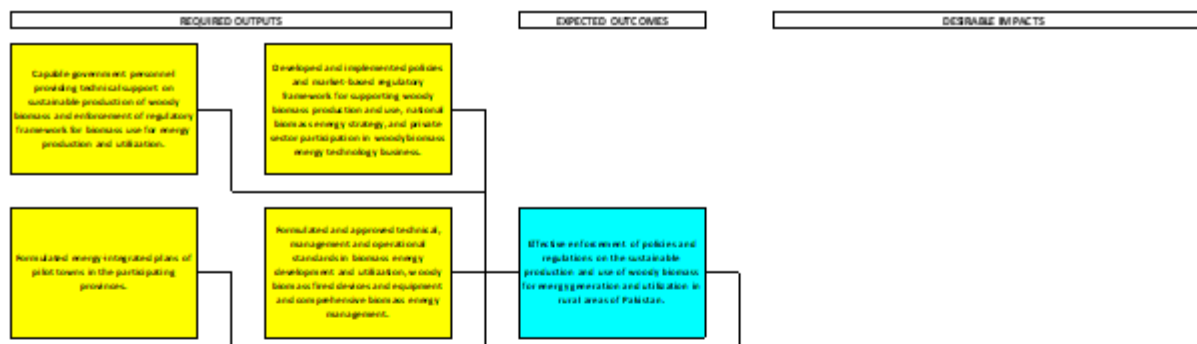 REQUIRED OUTPUTS
EXPECTED OUTCOMES
DESIRABLE IMPACTS
Capable government personnel
providing technical support on
sustainable production of woody
biomass and enforcement of regulatory
framework for biomass use for energy
production and utilization.
Developed and implemented policies
and market-based regulatory
framework for supporting woody
biomass production and use, national
biomass energy strategy, and private
sector participation in woody biomass
energy technology business.
Formulated energy-integrated plans of
pilot towns in the participating
provinces.
Formulated and approved technical,
management and operational
standards in biomass energy
development and utilization, woody
biomass fired devices and equipment
and comprehensive biomass energy
management.
Effective enforcement of policies and
regulations on the sustainable
production and use of woody biomass
for energy generation and utilization in
rural areas of Pakistan.